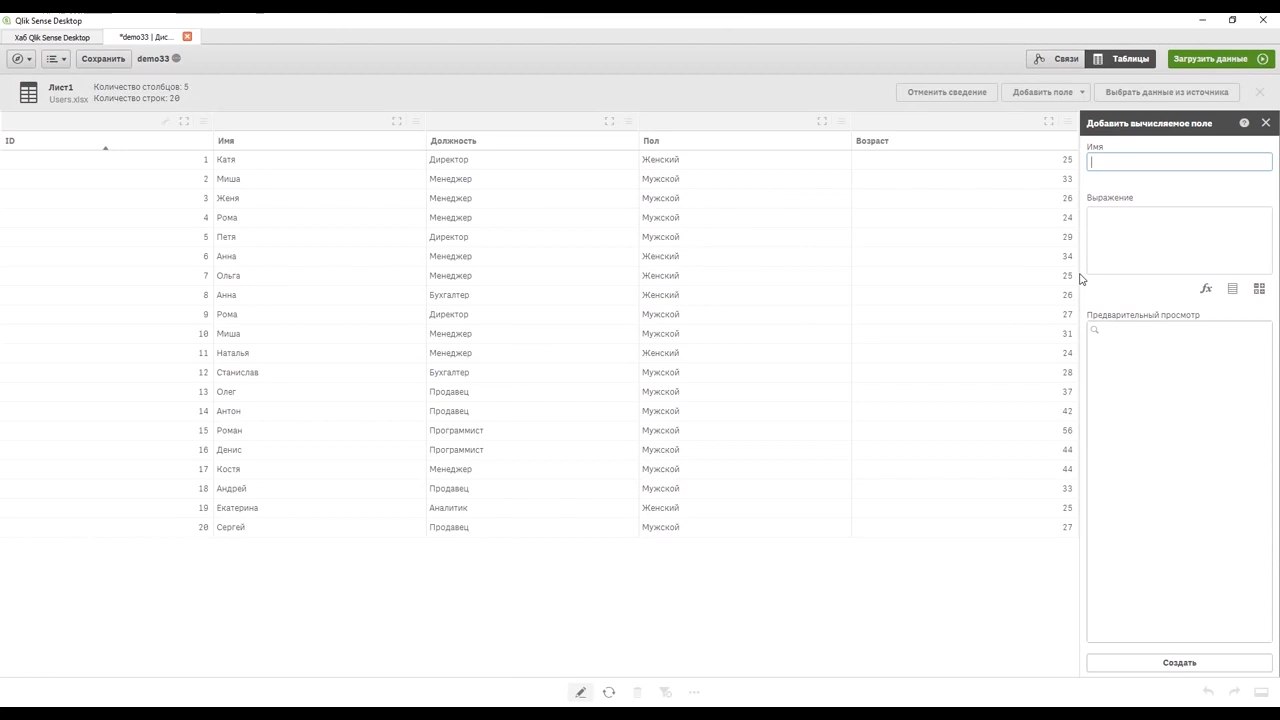 Qlik Sense Desktop
Хаб Qlik Sense Desktop
*demo33 | Дис...
Сохранить
demo33
Связи
Таблицы
Загрузить данные
Лист1
Users.xlsx
Количество столбцов: 5
Количество строк: 20
Отменить сведение
Добавить поле
Выбрать данные из источника
ID Имя Должность Пол Возраст
1 Катя Директор Женский 25
2 Миша Менеджер Мужской 33
3 Женя Менеджер Мужской 26
4 Рома Менеджер Мужской 24
5 Петя Директор Мужской 29
6 Анна Менеджер Женский 34
7 Ольга Менеджер Женский 25
8 Анна Бухгалтер Женский 26
9 Рома Директор Мужской 27
10 Миша Менеджер Мужской 31
11 Наталья Менеджер Женский 24
12 Станислав Бухгалтер Мужской 28
13 Олег Продавец Мужской 37
14 Антон Продавец Мужской 42
15 Роман Программист Мужской 56
16 Денис Программист Мужской 44
17 Костя Менеджер Мужской 44
18 Андрей Продавец Мужской 33
19 Екатерина Аналитик Женский 25
20 Сергей Продавец Мужской 27
Добавить вычисляемое поле
Имя
Выражение
fx
Предварительный просмотр
Создать